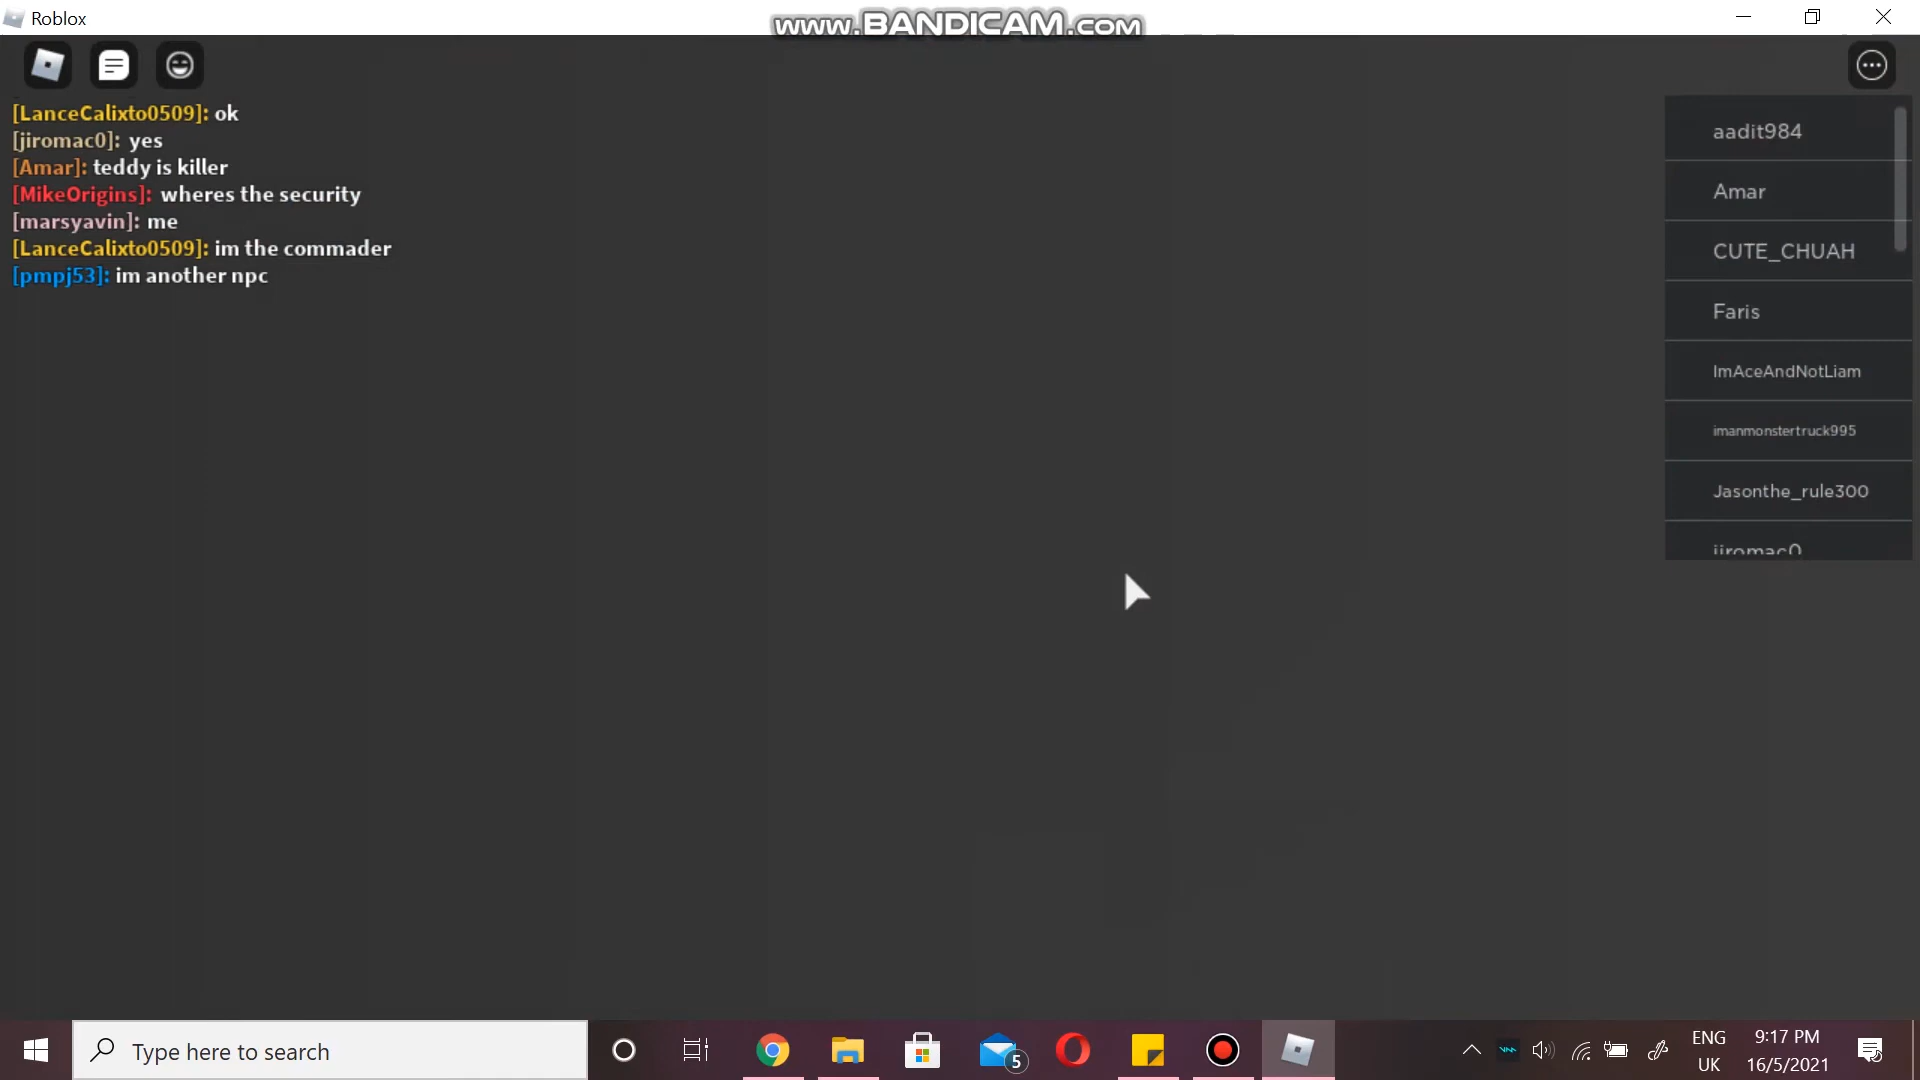 Roblox
www.BANDICAM.com
[LanceCalixto0509]: ok
[jiromac0]: yes
[Amar]: teddy is killer
[MikeOrigins]: wheres the security
[marsyavin]: me
[LanceCalixto0509]: im the commader
[pmpj53]: im another npc
aadit984
Amar
CUTE_CHUAH
Faris
ImAceAndNotLiam
imanmonstertruck995
Jasonthe_rule300
jiromac0
Type here to search
5
ENG
UK
9:17 PM
16/5/2021